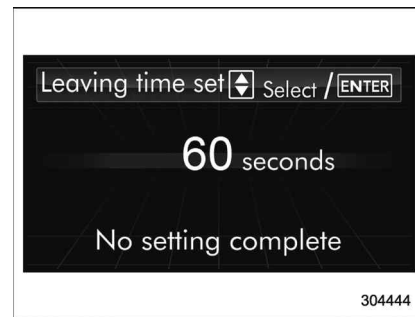 Leaving time set Select / ENTER
60 seconds
No setting complete
304444